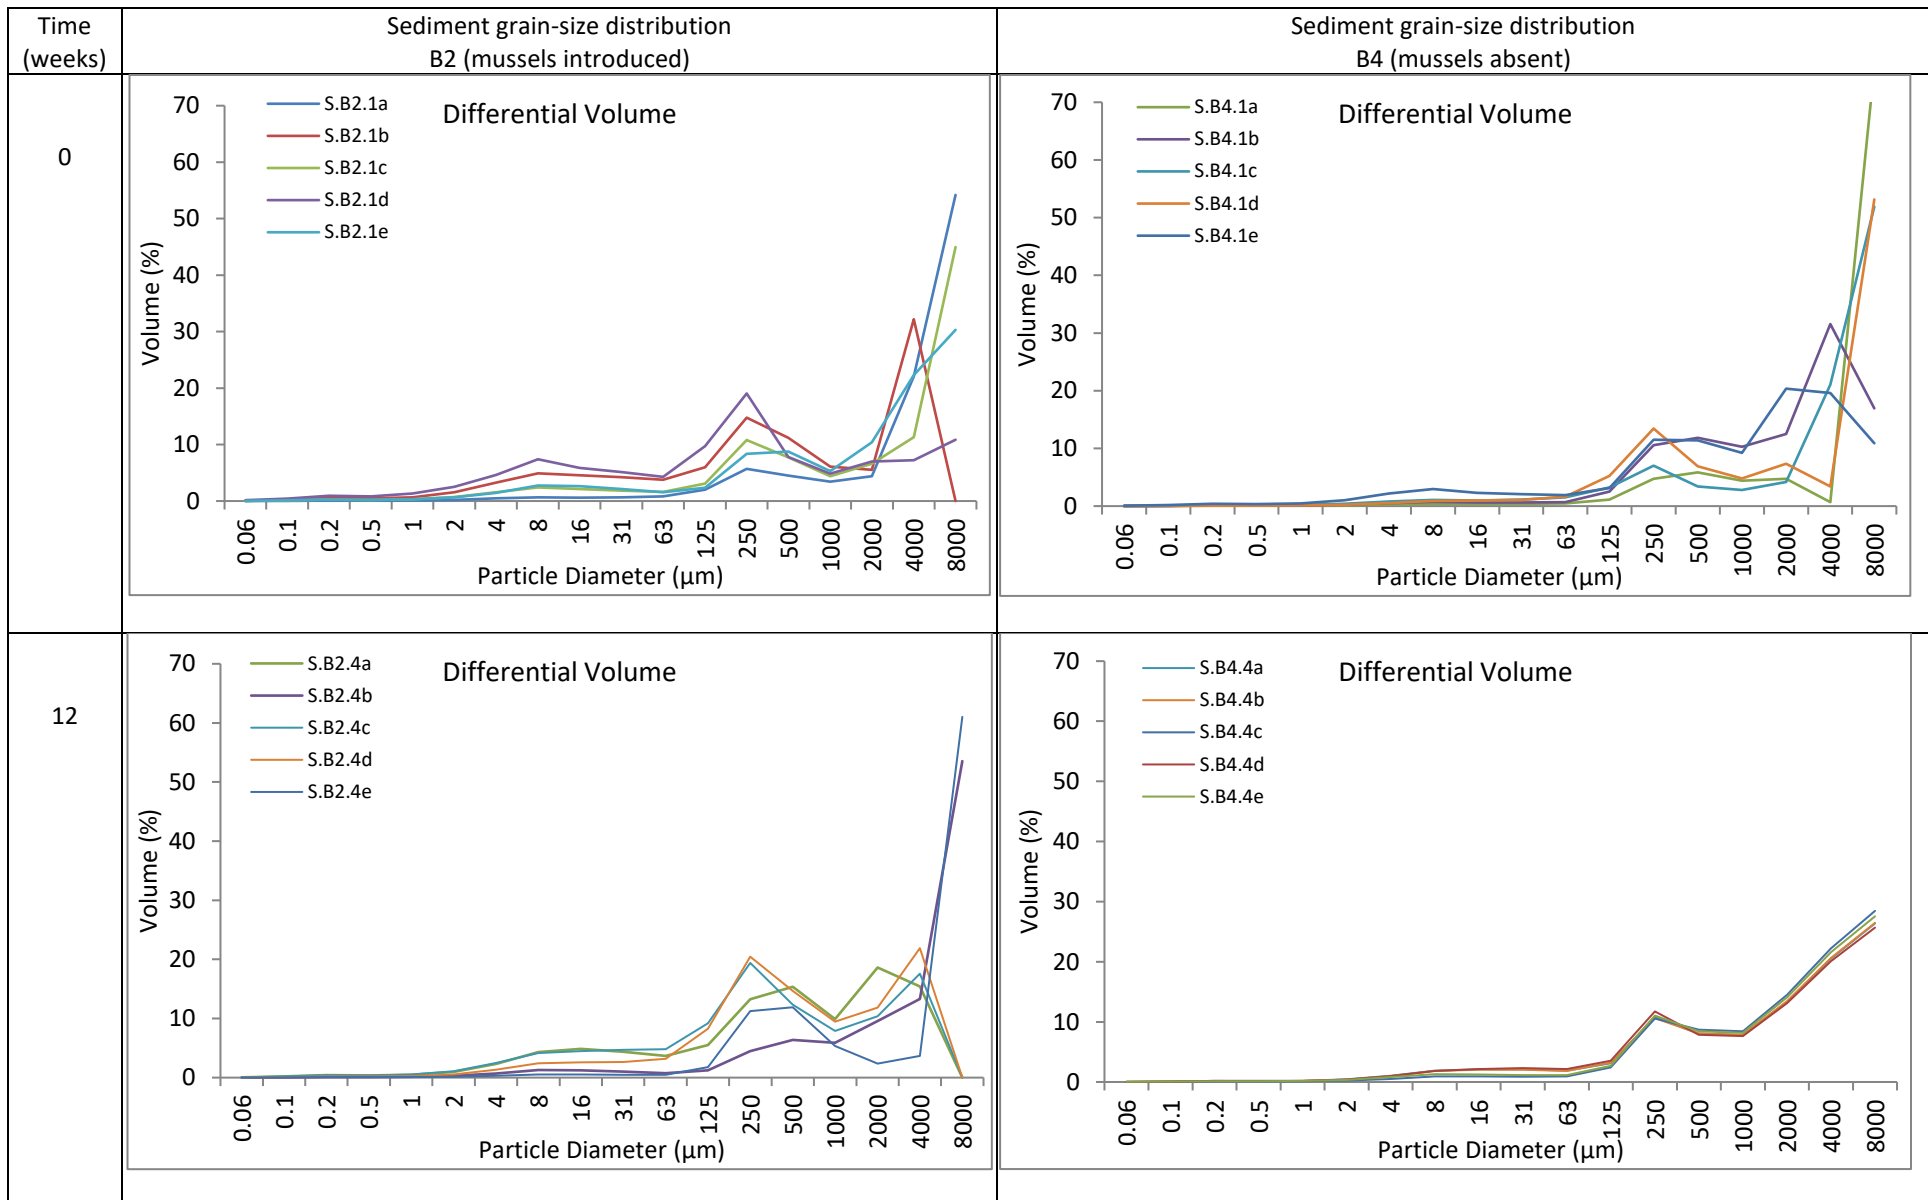 Time
(weeks)
Sediment grain-size distribution
B2 (mussels introduced)
Sediment grain-size distribution
B4 (mussels absent)
0
Differential Volume
S.B2.1a
S.B2.1b
S.B2.1c
S.B2.1d
S.B2.1e
70
60
50
40
30
20
10
0
Volume (%)
0.06 0.1 0.2 0.5 1 2 4 8 16 31 63 125 250 500 1000 2000 4000 8000
Particle Diameter (µm)
Differential Volume
S.B4.1a
S.B4.1b
S.B4.1c
S.B4.1d
S.B4.1e
70
60
50
40
30
20
10
0
Volume (%)
0.06 0.1 0.2 0.5 1 2 4 8 16 31 63 125 250 500 1000 2000 4000 8000
Particle Diameter (µm)
12
Differential Volume
S.B2.4a
S.B2.4b
S.B2.4c
S.B2.4d
S.B2.4e
70
60
50
40
30
20
10
0
Volume (%)
0.06 0.1 0.2 0.5 1 2 4 8 16 31 63 125 250 500 1000 2000 4000 8000
Particle Diameter (µm)
Differential Volume
S.B4.4a
S.B4.4b
S.B4.4c
S.B4.4d
S.B4.4e
70
60
50
40
30
20
10
0
Volume (%)
0.06 0.1 0.2 0.5 1 2 4 8 16 31 63 125 250 500 1000 2000 4000 8000
Particle Diameter (µm)